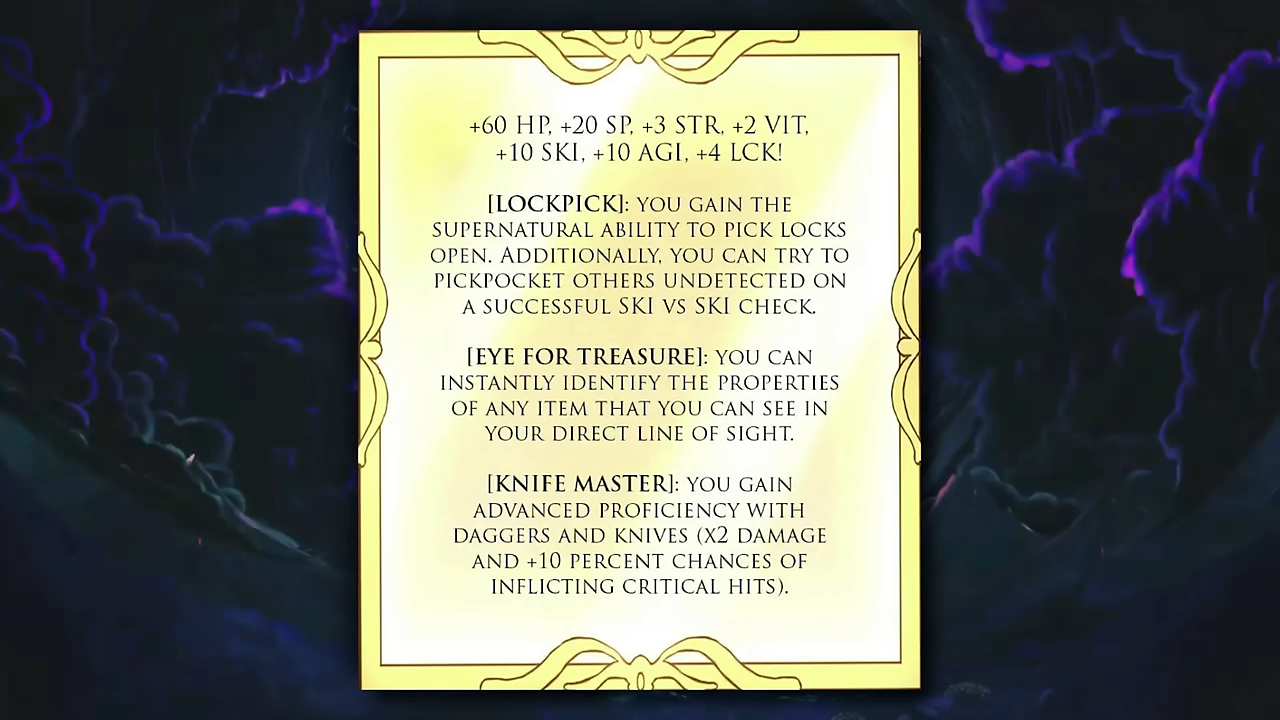 +60 HP, +20 SP, +3 STR, +2 VIT,
+10 SKI, +10 AGI, +4 LCK!
[LOCKPICK]: YOU GAIN THE
SUPERNATURAL ABILITY TO PICK LOCKS
OPEN. ADDITIONALLY, YOU CAN TRY TO
PICKPOCKET OTHERS UNDETECTED ON
A SUCCESSFUL SKI VS SKI CHECK.
[EYE FOR TREASURE]: YOU CAN
INSTANTLY IDENTIFY THE PROPERTIES
OF ANY ITEM THAT YOU CAN SEE IN
YOUR DIRECT LINE OF SIGHT.
[KNIFE MASTER]: YOU GAIN
ADVANCED PROFICIENCY WITH
DAGGERS AND KNIVES (X2 DAMAGE
AND +10 PERCENT CHANCES OF
INFLICTING CRITICAL HITS).